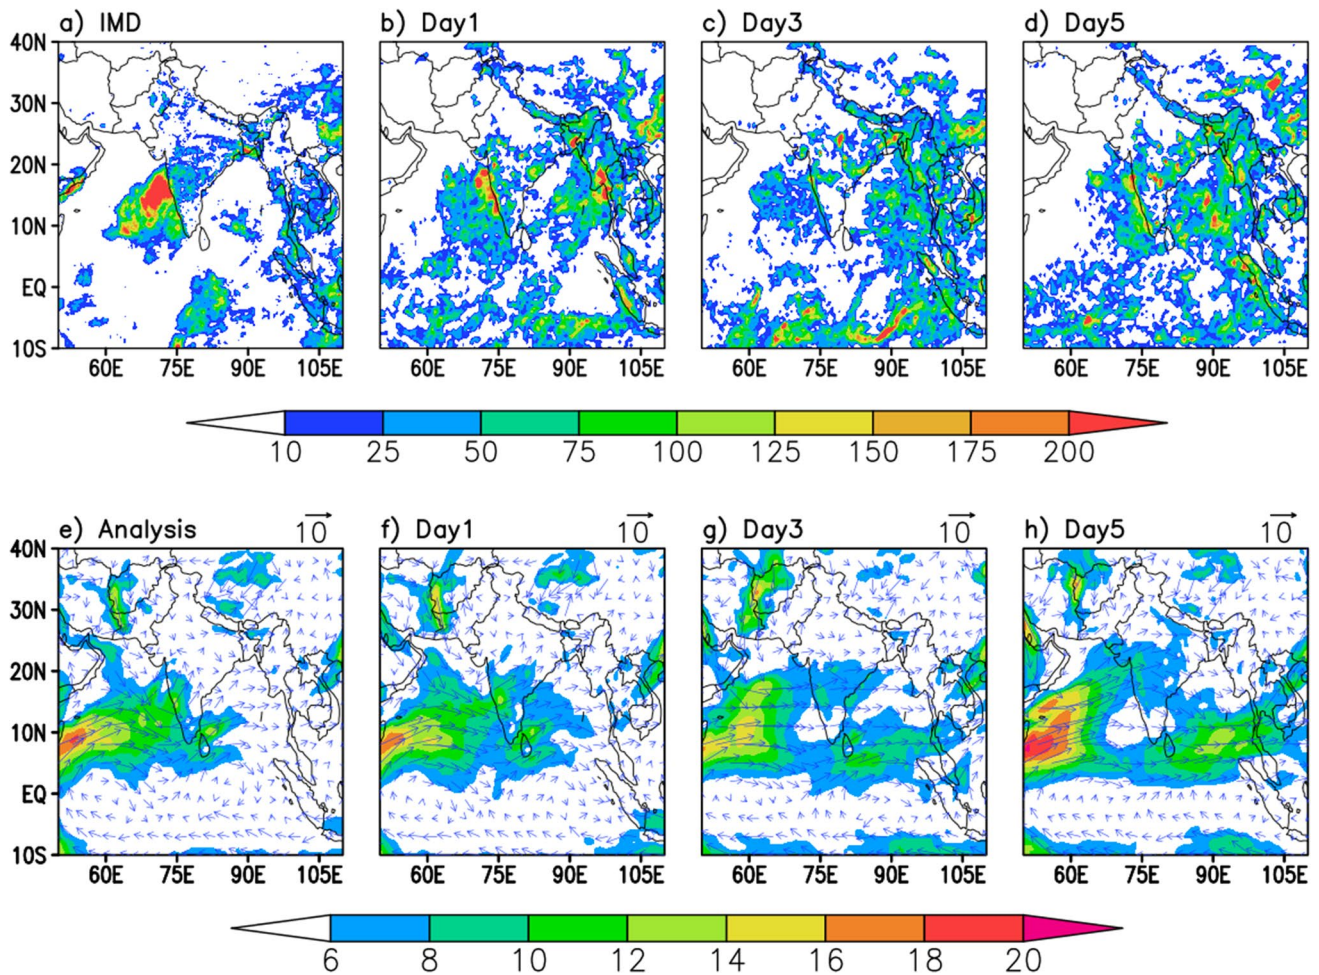 a) IMD
b) Day1
c) Day3
d) Day5
40N
30N
20N
10N
EQ
10S
60E 75E 90E 105E
60E 75E 90E 105E
60E 75E 90E 105E
60E 75E 90E 105E
10 25 50 75 100 125 150 175 200
e) Analysis 10
f) Day1 10
g) Day3 10
h) Day5 10
40N
30N
20N
10N
EQ
10S
60E 75E 90E 105E
60E 75E 90E 105E
60E 75E 90E 105E
60E 75E 90E 105E
6 8 10 12 14 16 18 20